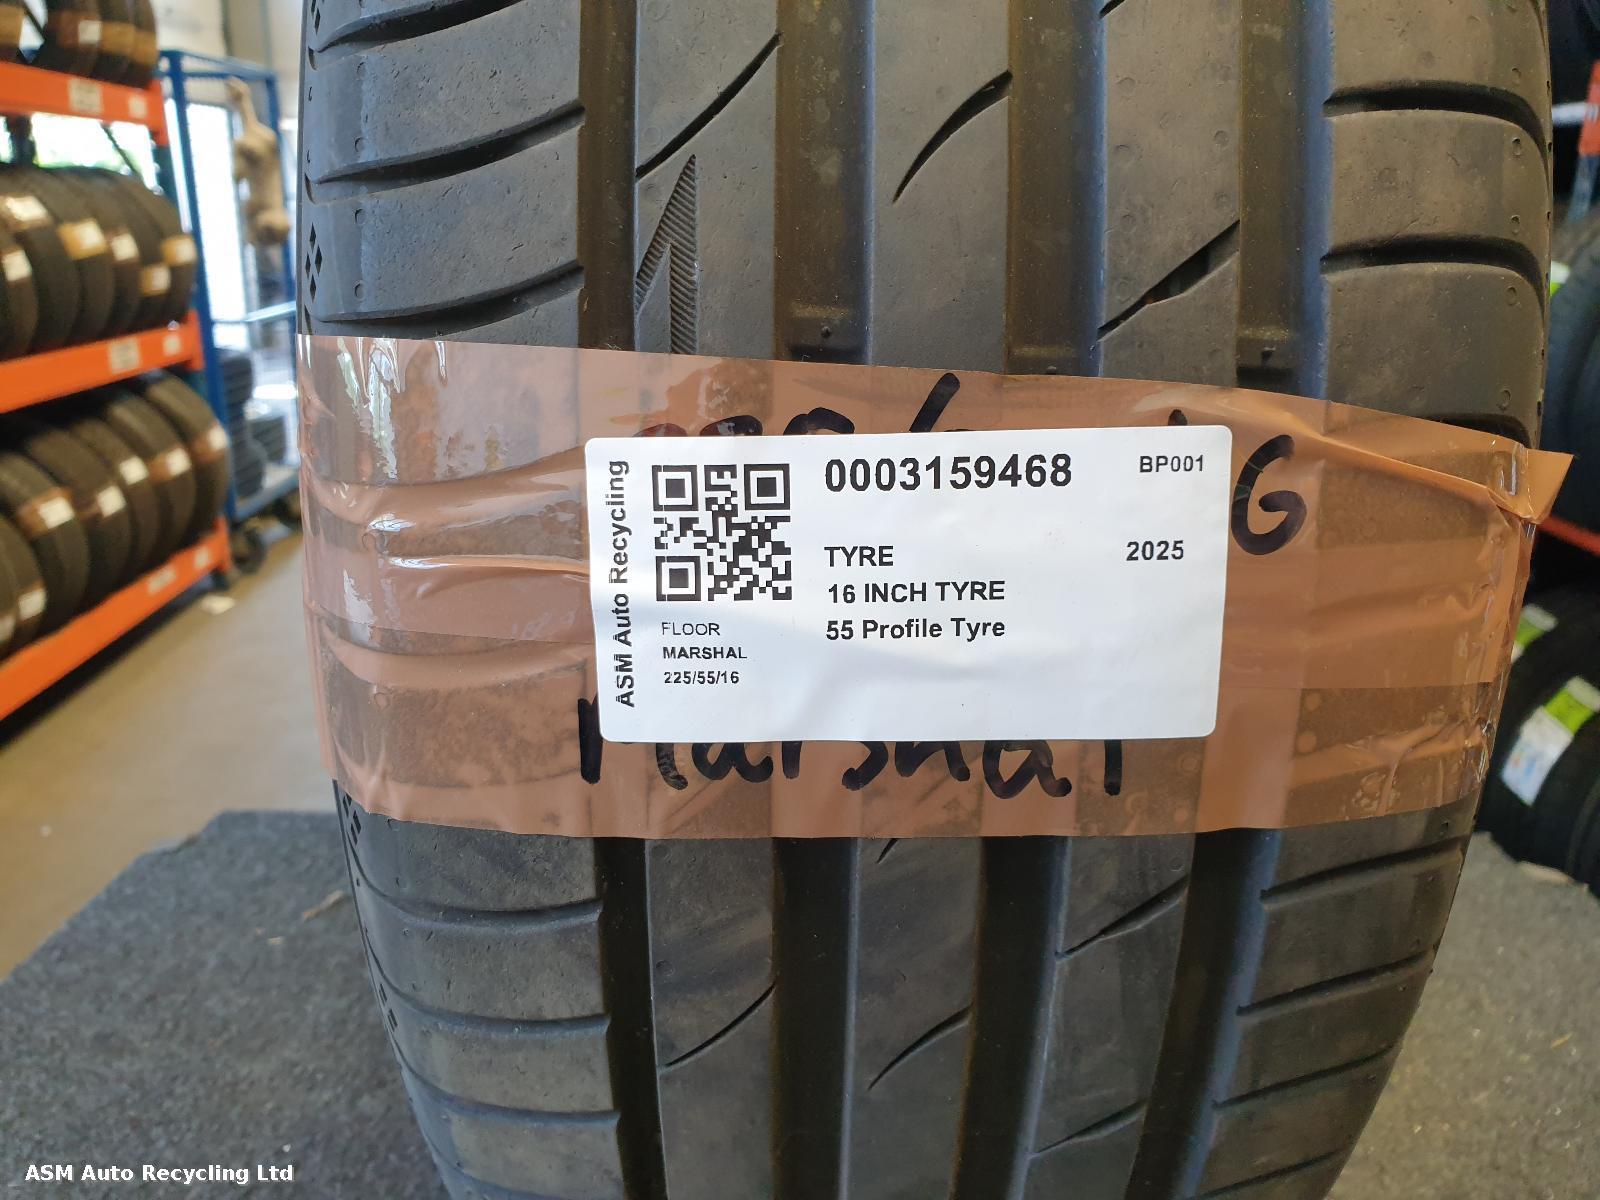 ASM Auto Recycling
0003159468
BP001
TYRE
2025
16 INCH TYRE
55 Profile Tyre
FLOOR
MARSHAL
225/55/16
Marshal
ASM Auto Recycling Ltd